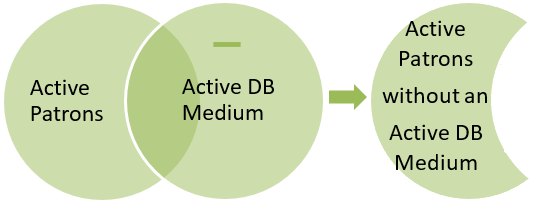 Active
Patrons
Active DB
Medium
Active
Patrons
without an
Active DB
Medium